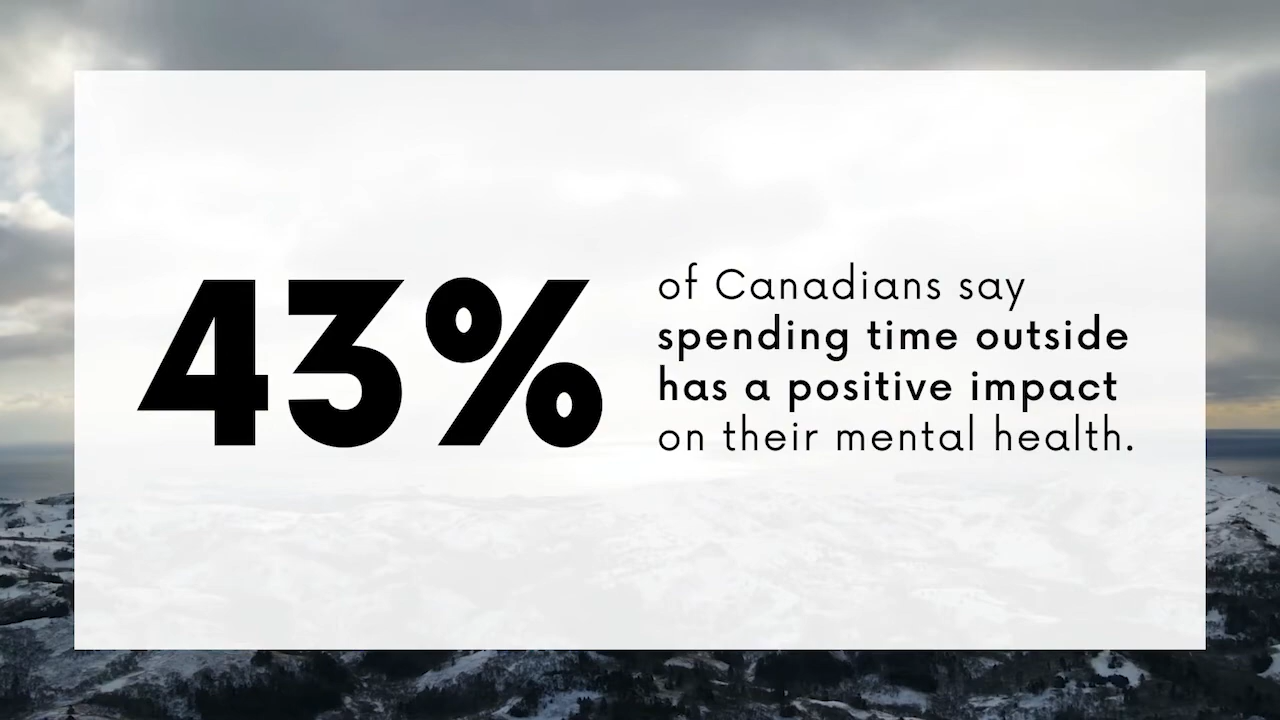 43%
of Canadians say
spending time outside
has a positive impact
on their mental health.